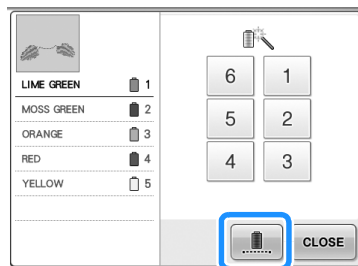 LIME GREEN 1
MOSS GREEN 2
ORANGE 3
RED 4
YELLOW 5
6 1
5 2
4 3
CLOSE